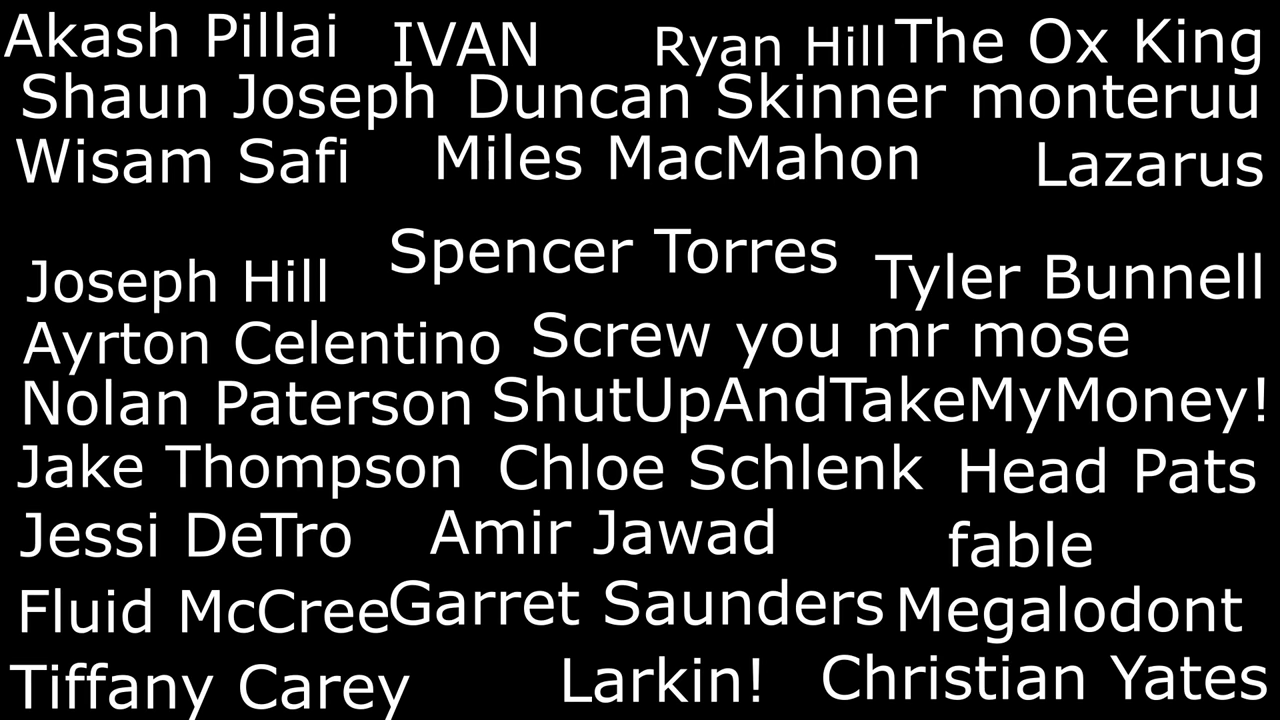 Akash Pillai IVAN Ryan Hill The Ox King
Shaun Joseph Duncan Skinner monteruu
Wisam Safi Miles MacMahon Lazarus
Joseph Hill Spencer Torres Tyler Bunnell
Ayrton Celentino Screw you mr mose
Nolan Paterson ShutUpAndTakeMyMoney!
Jake Thompson Chloe Schlenk Head Pats
Jessi DeTro Amir Jawad fable
Fluid McCree Garret Saunders Megalodont
Tiffany Carey Larkin! Christian Yates